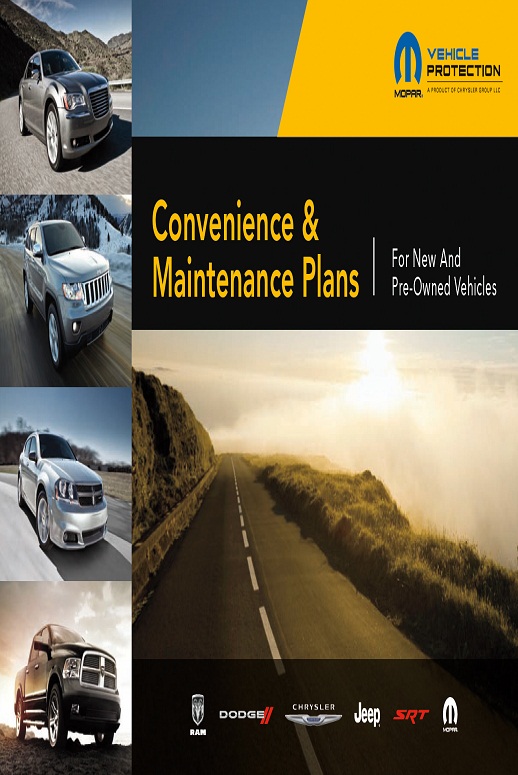 MOPAR
VEHICLE
PROTECTION
A PRODUCT OF CHRYSLER GROUP LLC
Convenience &
Maintenance Plans
For New And
Pre-Owned Vehicles
RAM
DODGE
CHRYSLER
Jeep
SRT
MOPAR